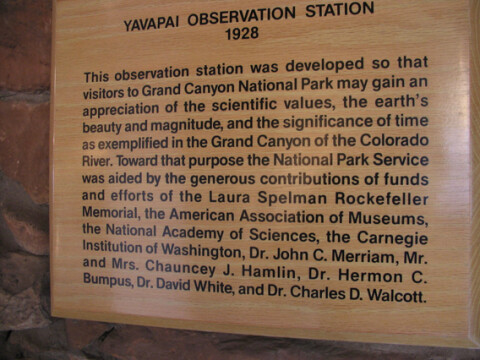 YAVAPAI OBSERVATION STATION
1928
This observation station was developed so that
visitors to Grand Canyon National Park may gain an
appreciation of the scientific values, the earth's
beauty and magnitude, and the significance of time
as exemplified in the Grand Canyon of the Colorado
River. Toward that purpose the National Park Service
was aided by the generous contributions of funds
and efforts of the Laura Spelman Rockefeller
Memorial, the American Association of Museums,
the National Academy of Sciences, the Carnegie
Institution of Washington, Dr. John C. Merriam, Mr.
and Mrs. Chauncey J. Hamlin, Dr. Hermon C.
Bumpus, Dr. David White, and Dr. Charles D. Walcott.